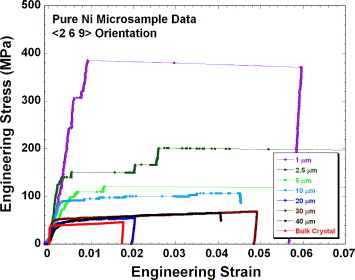 Pure Ni Microsample Data
<2 6 9> Orientation
Engineering Stress (MPa)
500
400
300
200
100
0
1 µm
2.5 µm
5 µm
10 µm
20 µm
30 µm
40 µm
Bulk Crystal
0 0.01 0.02 0.03 0.04 0.05 0.06 0.07
Engineering Strain